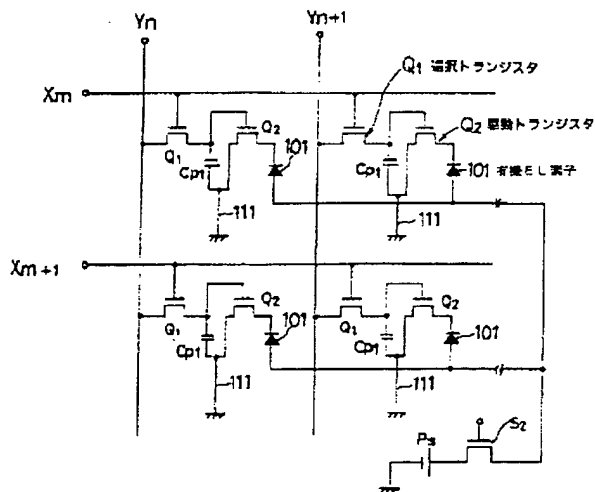 Yn
Yn+1
Xm
Q1 選択トランジスタ
Q1
Q2
Cp1
101
Q2 駆動トランジスタ
Cp1
101 有機EL素子
111
111
Xm+1
Q1
Q2
Cp1
101
Q1
Q2
Cp1
101
111
111
Ps
S2